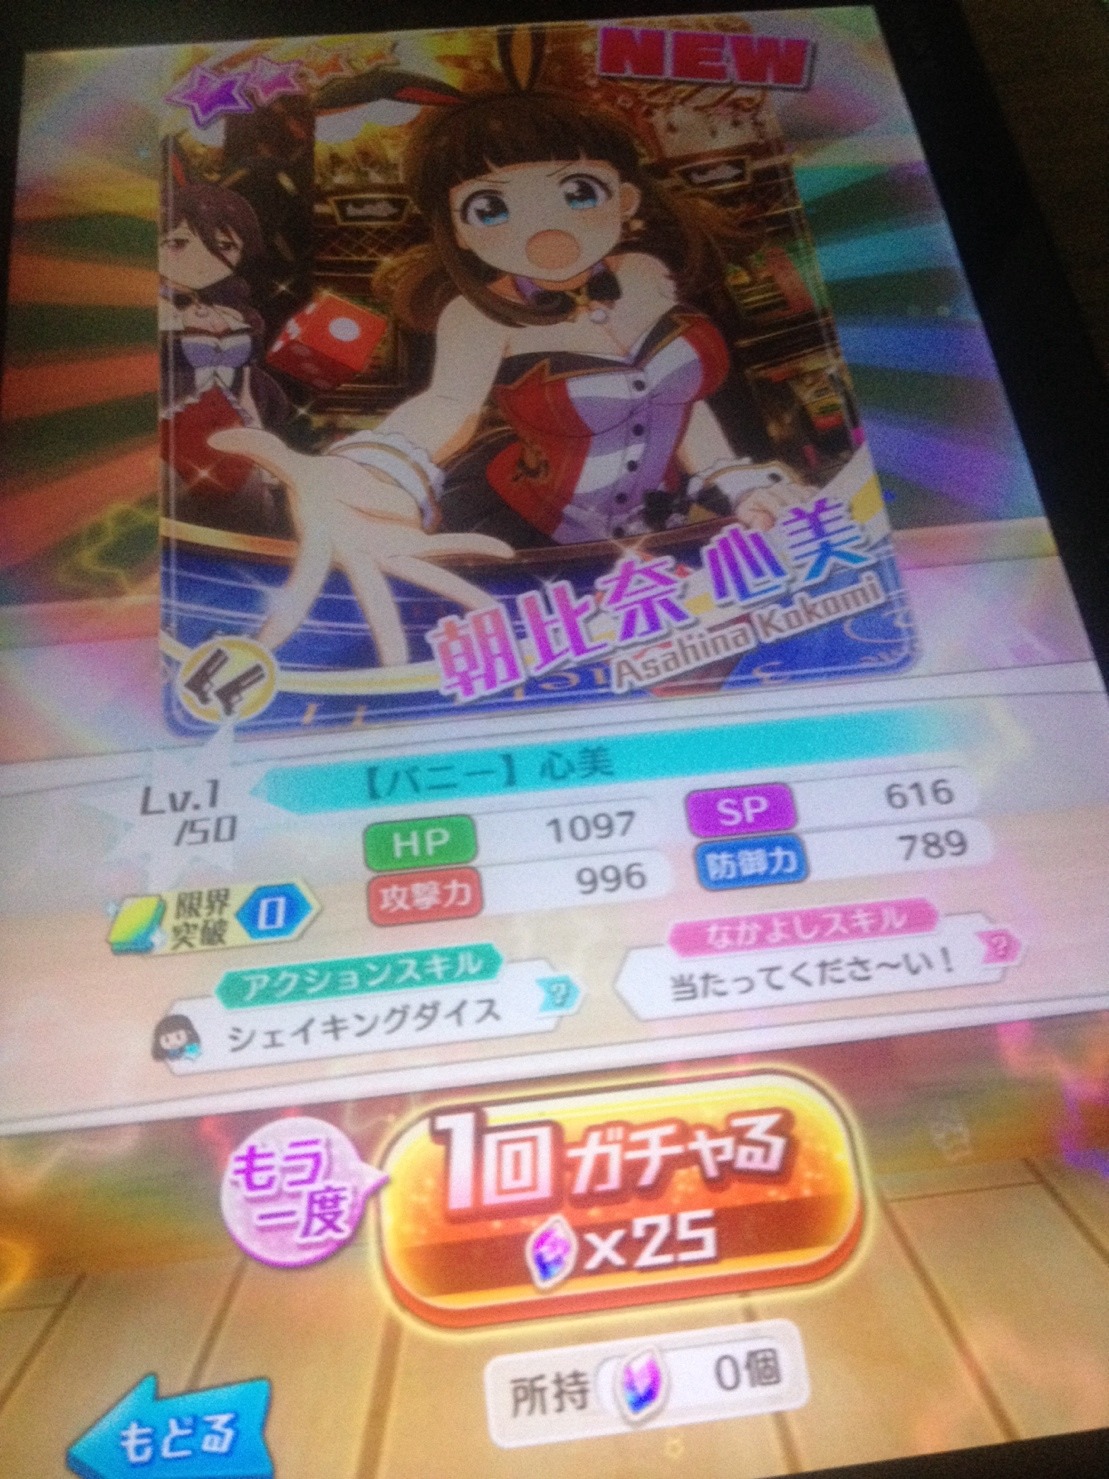 NEW
朝比奈 心美
Asahina Kokomi
【バニー】心美
Lv.1
/50
HP 1097
SP 616
攻撃力 996
防御力 789
限界
突破
0
アクションスキル
?
シェイキングダイス
なかよしスキル
?
当たってくださ〜い!
もう
一度
1回ガチャる
x25
所持 0個
もどる